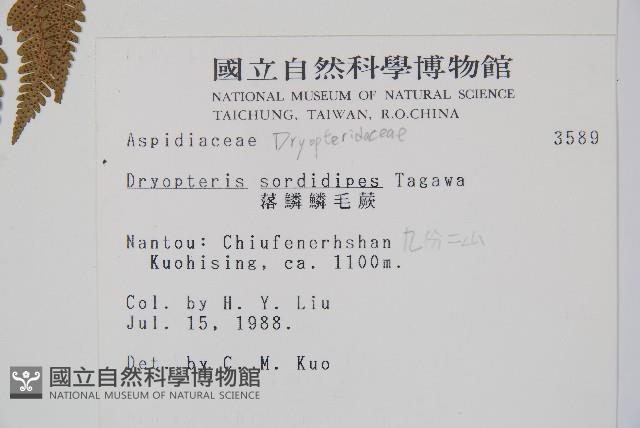 國立自然科學博物館
NATIONAL MUSEUM OF NATURAL SCIENCE
TAICHUNG, TAIWAN, R.O.CHINA
Aspidiaceae Dryopteridaceae 3589
Dryopteris sordidipes Tagawa
落鱗鱗毛蕨
Nantou: Chiufenerhshan 九份二山
Kuohising, ca. 1100m.
Col. by H. Y. Liu
Jul. 15, 1988.
Det. by C. M. Kuo
國立自然科學博物館
NATIONAL MUSEUM OF NATURAL SCIENCE